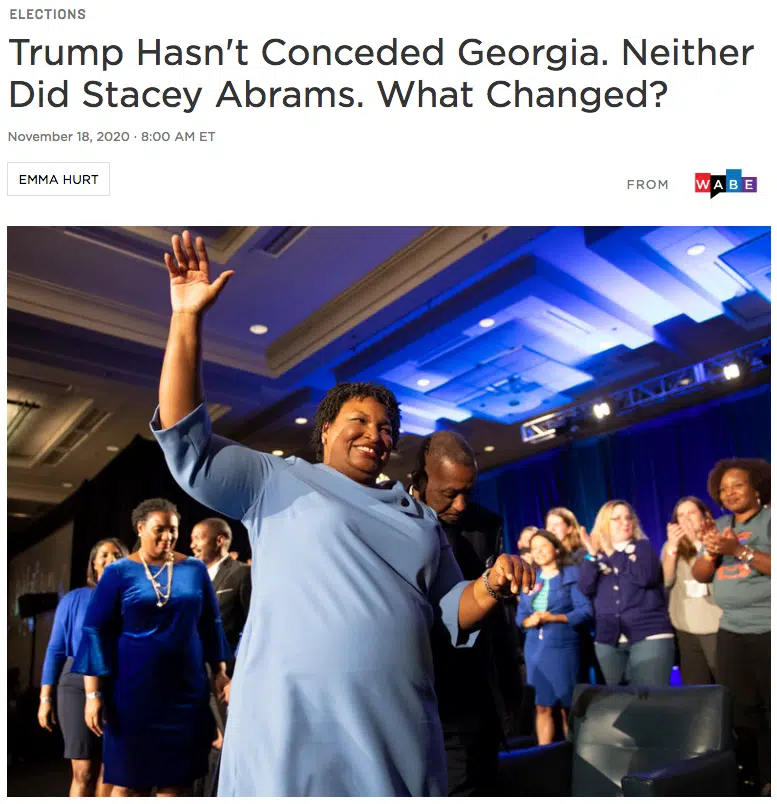 ELECTIONS
Trump Hasn't Conceded Georgia. Neither
Did Stacey Abrams. What Changed?
November 18, 2020 · 8:00 AM ET
EMMA HURT
FROM WABE